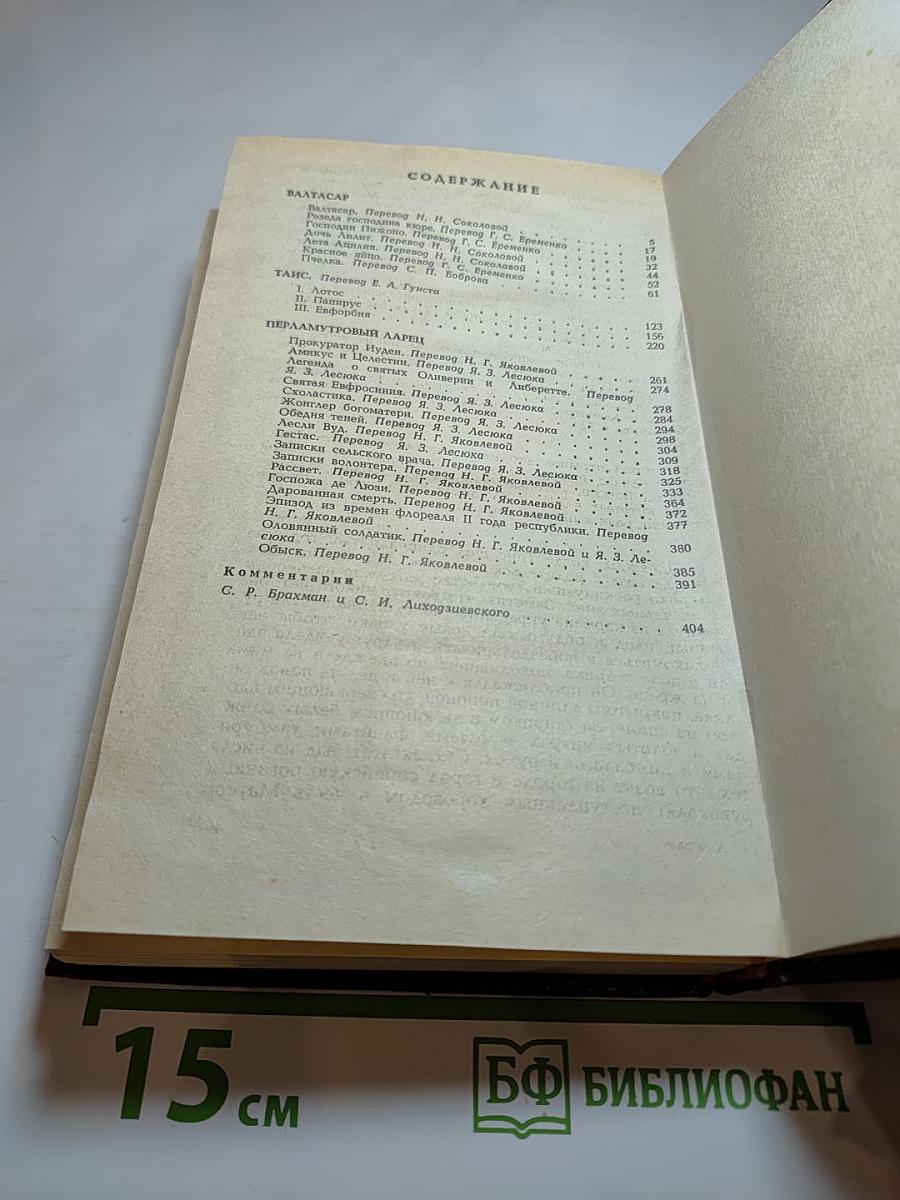 СОДЕРЖАНИЕ
ВАЛТАСАР
Валтасар. Перевод Н. Н. Соколовой . . . . . . . 5
Резеда господина кюре. Перевод Г. С. Еременко . . . 17
Господин Пижоно. Перевод Г. С. Еременко . . . . 19
Дочь Лилит. Перевод Н. Н. Соколовой . . . . . 32
Лета Ацилия. Перевод Н. Н. Соколовой . . . . . 44
Красное яйцо. Перевод Г. С. Еременко . . . . . 52
Пчелка. Перевод С. П. Боброва . . . . . . . 61
ТАИС. Перевод Е. А. Гунста
I. Лотос . . . . . . . . . . . . 123
II. Папирус . . . . . . . . . . . 156
III. Евфорбия . . . . . . . . . . . 220
ПЕРЛАМУТРОВЫЙ ЛАРЕЦ
Прокуратор Иудеи. Перевод Н. Г. Яковлевой . . . . 261
Амикус и Целестин. Перевод Я. З. Лесюка . . . . 274
Легенда о святых Оливерии и Либеретте. Перевод
Я. З. Лесюка . . . . . . . . . . . 278
Святая Евфросиния. Перевод Я. З. Лесюка . . . . 284
Схоластика. Перевод Я. З. Лесюка . . . . . . 294
Жонглер богоматери. Перевод Я. З. Лесюка . . . . 298
Обедня теней. Перевод Я. З. Лесюка . . . . . 304
Лесли Вуд. Перевод Н. Г. Яковлевой . . . . . 309
Гестас. Перевод Я. З. Лесюка . . . . . . . 318
Записки сельского врача. Перевод Я. З. Лесюка . . . 325
Записки волонтера. Перевод Н. Г. Яковлевой . . . 333
Рассвет. Перевод Н. Г. Яковлевой . . . . . . 364
Госпожа де Люзи. Перевод Н. Г. Яковлевой . . . . 372
Дарованная смерть. Перевод Н. Г. Яковлевой . . . 377
Эпизод из времен флореаля II года республики. Перевод
Н. Г. Яковлевой . . . . . . . . . . 380
Оловянный солдатик. Перевод Н. Г. Яковлевой и Я. З. Ле-
сюка . . . . . . . . . . . . . 385
Обыск. Перевод Н. Г. Яковлевой . . . . . . 391
Комментарии
С. Р. Брахман и С. И. Лиходзиевского . . . . . . 404
15 см
БФ БИБЛИОФАН